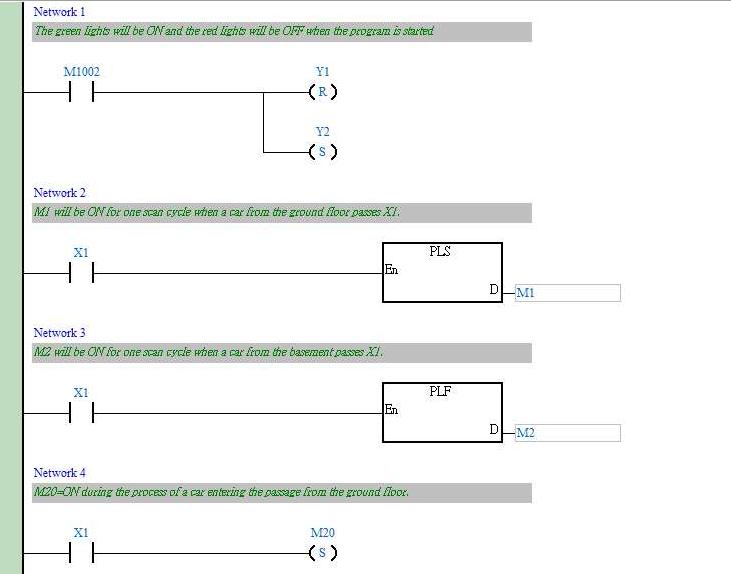 Network 1
The green lights will be ON and the red lights will be OFF when the program is started
M1002
Y1
R
Y2
S
Network 2
M1 will be ON for one scan cycle when a car from the ground floor passes X1.
X1
PLS
En
D
M1
Network 3
M2 will be ON for one scan cycle when a car from the basement passes X1.
X1
PLF
En
D
M2
Network 4
M20=ON during the process of a car entering the passage from the ground floor.
X1
M20
S